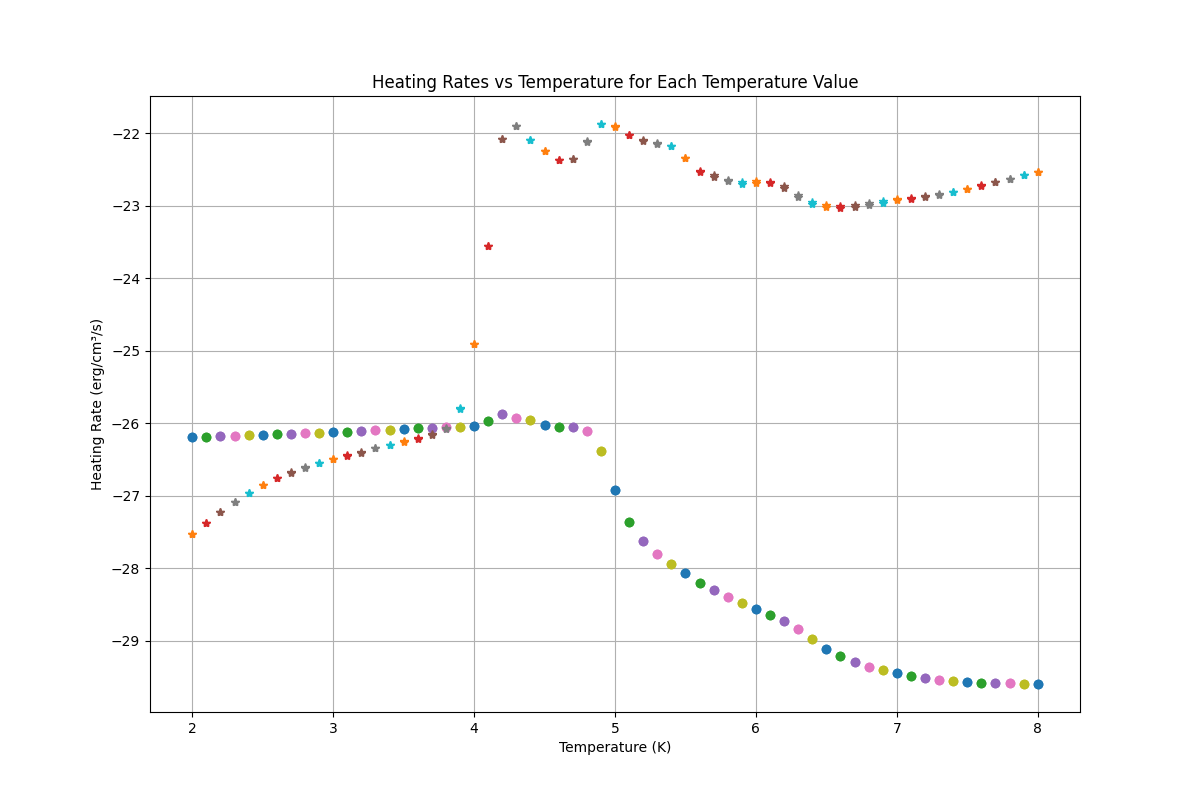 Heating Rates vs Temperature for Each Temperature Value
Heating Rate (erg/cm³/s)
−22
−23
−24
−25
−26
−27
−28
−29
2 3 4 5 6 7 8
Temperature (K)